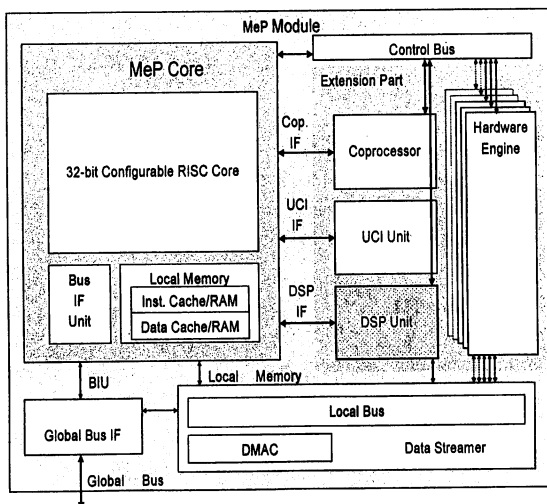 MeP Module
MeP Core
Control Bus
Extension Part
Hardware
Engine
Cop.
IF
Coprocessor
32-bit Configurable RISC Core
UCI
IF
UCI Unit
Bus
IF
Unit
Local Memory
Inst. Cache/RAM
Data Cache/RAM
DSP
IF
DSP Unit
BIU
Local Memory
Global Bus IF
Local Bus
DMAC
Data Streamer
Global Bus